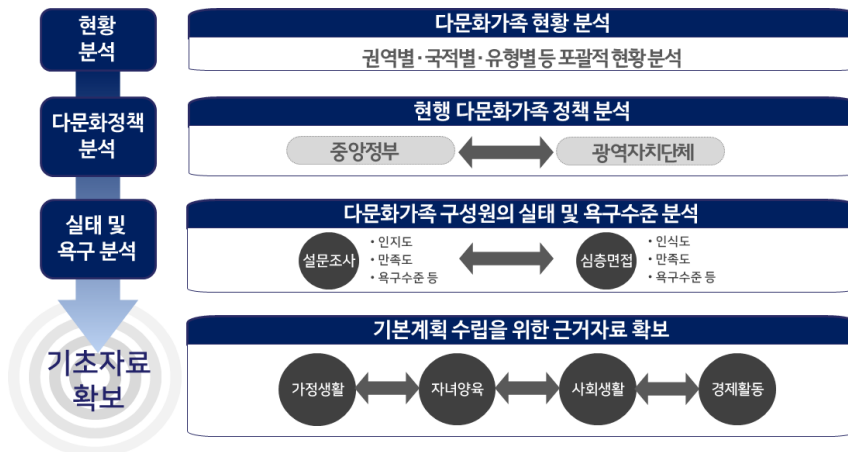 현황
분석
다문화가족 현황 분석
권역별·국적별·유형별 등 포괄적 현황 분석
다문화정책
분석
현행 다문화가족 정책 분석
중앙정부
광역자치단체
실태 및
욕구 분석
다문화가족 구성원의 실태 및 욕구수준 분석
설문조사
• 인지도
• 만족도
• 욕구수준 등
심층면접
• 인식도
• 만족도
• 욕구수준 등
기초자료
확보
기본계획 수립을 위한 근거자료 확보
가정생활
자녀양육
사회생활
경제활동